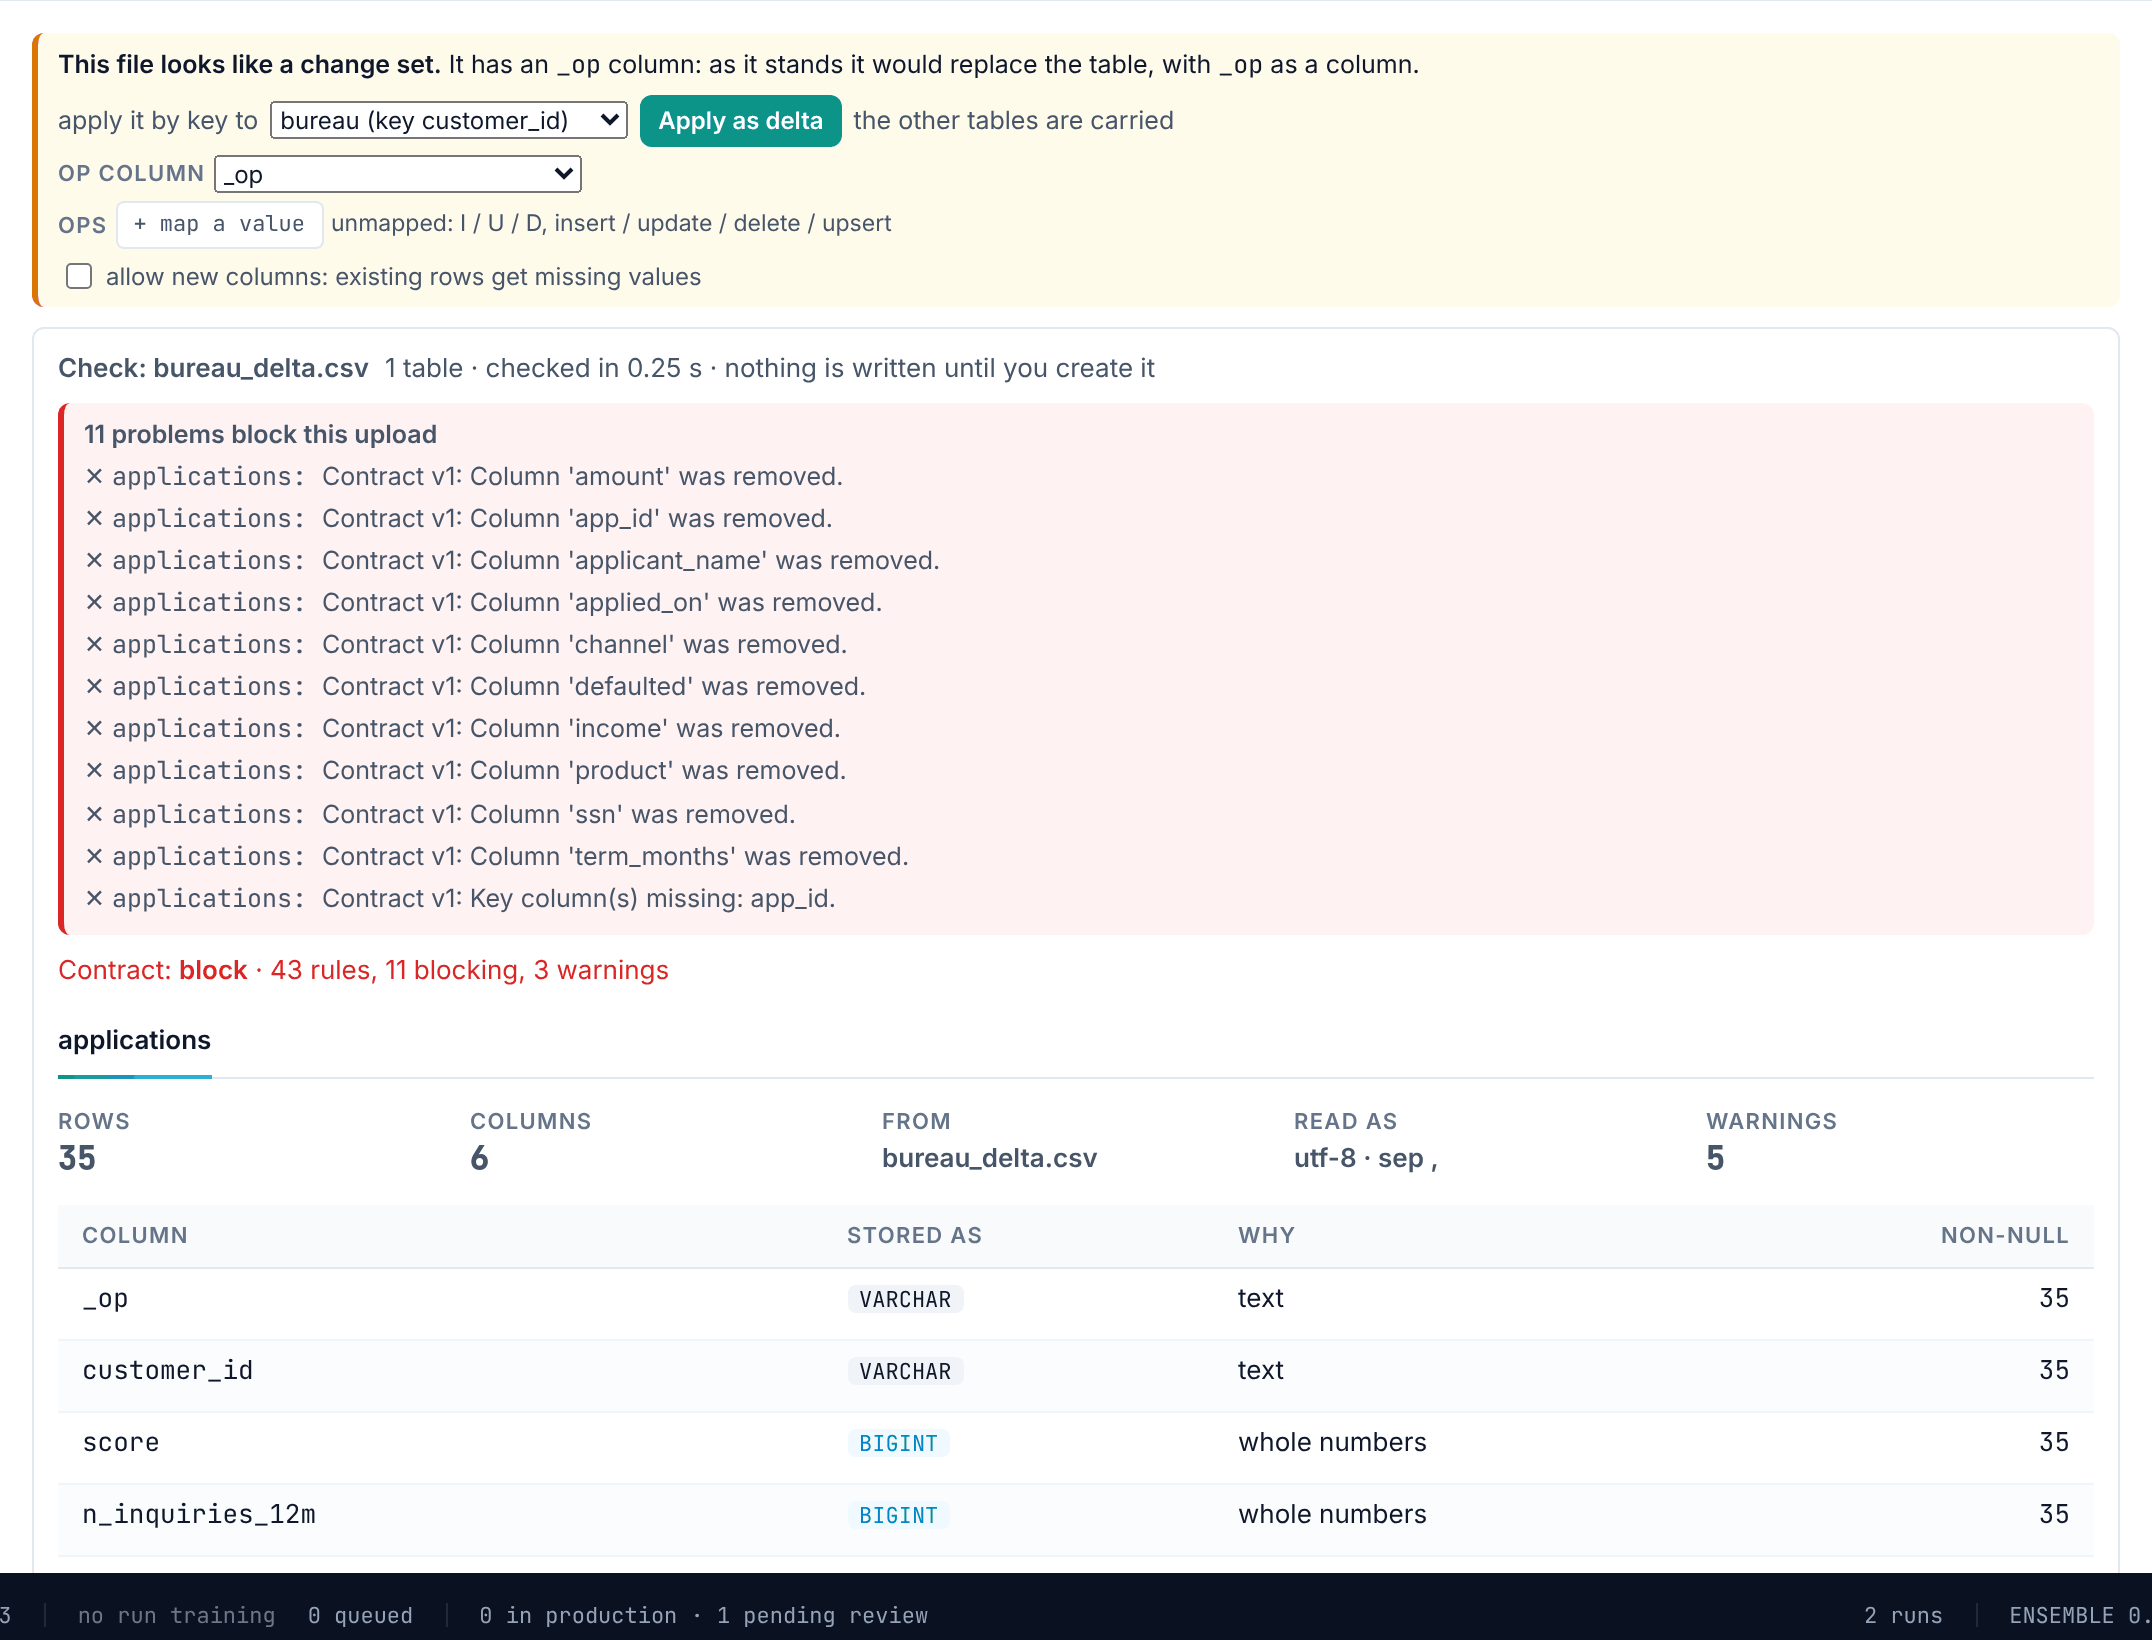 This file looks like a change set. It has an _op column: as it stands it would replace the table, with _op as a column.
apply it by key to bureau (key customer_id) Apply as delta the other tables are carried
OP COLUMN _op
OPS + map a value unmapped: I / U / D, insert / update / delete / upsert
allow new columns: existing rows get missing values
Check: bureau_delta.csv 1 table · checked in 0.25 s · nothing is written until you create it
11 problems block this upload
× applications: Contract v1: Column 'amount' was removed.
× applications: Contract v1: Column 'app_id' was removed.
× applications: Contract v1: Column 'applicant_name' was removed.
× applications: Contract v1: Column 'applied_on' was removed.
× applications: Contract v1: Column 'channel' was removed.
× applications: Contract v1: Column 'defaulted' was removed.
× applications: Contract v1: Column 'income' was removed.
× applications: Contract v1: Column 'product' was removed.
× applications: Contract v1: Column 'ssn' was removed.
× applications: Contract v1: Column 'term_months' was removed.
× applications: Contract v1: Key column(s) missing: app_id.
Contract: block · 43 rules, 11 blocking, 3 warnings
applications
ROWS COLUMNS FROM READ AS WARNINGS
35 6 bureau_delta.csv utf-8 · sep , 5
COLUMN STORED AS WHY NON-NULL
_op VARCHAR text 35
customer_id VARCHAR text 35
score BIGINT whole numbers 35
n_inquiries_12m BIGINT whole numbers 35
3 no run training 0 queued 0 in production · 1 pending review 2 runs ENSEMBLE 0.